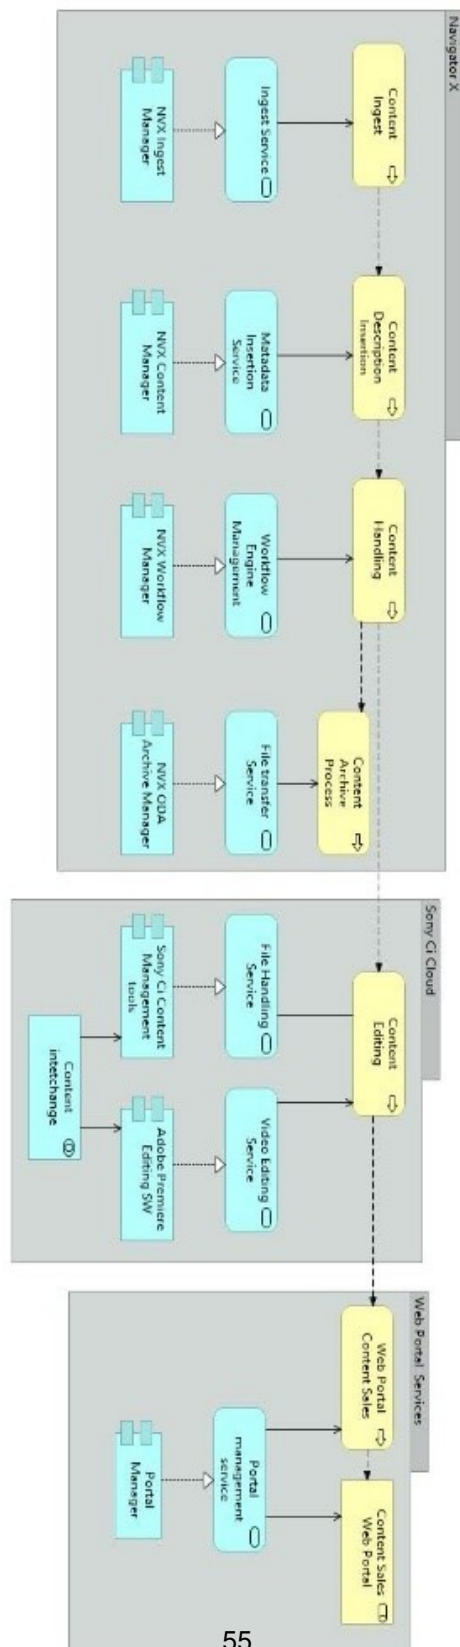 Navigator X
Content
Ingest
Content
Description
Insertion
Content
Handling
Content
Archive
Process
Ingest Service
Matadata
Insertion
Service
Workflow
Engine
Management
File transfer
Service
NVX Ingest
Manager
NVX Content
Manager
NVX Workflow
Manager
NVX ODA
Archive Manager
Sony Ci Cloud
Content
Editing
File Handling
Service
Video Editing
Service
Sony Ci Content
Management
tools
Adobe Premiere
Editing SW
Content
intetchange
Web Portal Services
Web Portal
Content Sales
Content Sales
Web Portal
Portal
management
service
Portal
Manager
55